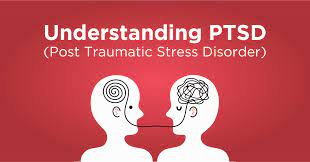 Understanding PTSD
(Post Traumatic Stress Disorder)